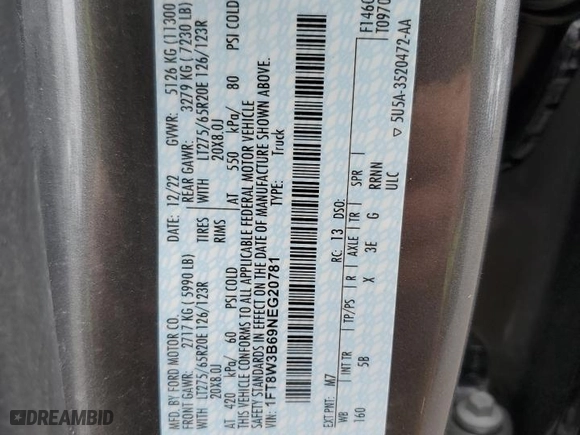 MFD. BY FORD MOTOR CO.
DATE: 12/22 GVWR: 5126 KG (11300
FRONT GAWR: 2717 KG ( 5990 LB) REAR GAWR: 3279 KG ( 7230 LB)
LT275/65R20E 126/123R TIRES WITH LT275/65R20E 126/123R
20X8.0J RIMS 20X8.0J
AT 420 kPa/ 60 PSI COLD AT 550 kPa/ 80 PSI COLD
THIS VEHICLE CONFORMS TO ALL APPLICABLE FEDERAL MOTOR VEHICLE
SAFETY STANDARDS IN EFFECT ON THE DATE OF MANUFACTURE SHOWN ABOVE.
VIN: 1FT8W3B69NEG20781 TYPE: Truck
F1460
T0970
EXT PNT: M7 RC: 13 DSO:
WB INT TR TP/PS R AXLE TR SPR
160 5B X 3E G RRNN
ULC
5U5A-3520472-AA
DREAMBID